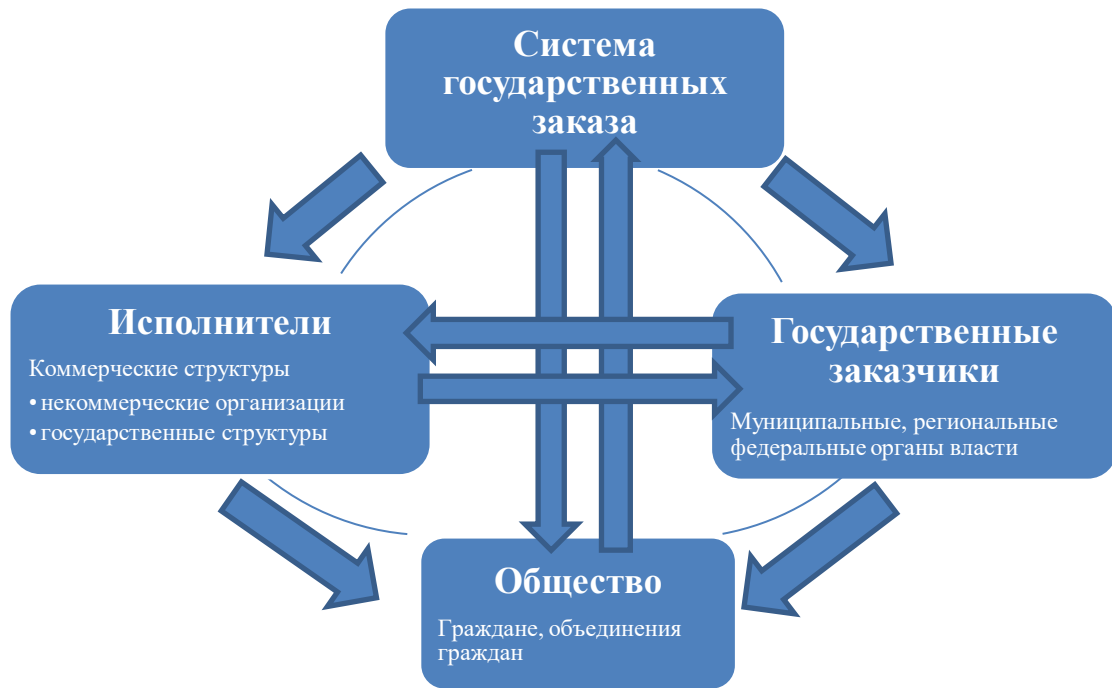 Система
государственных
заказа
Исполнители
Коммерческие структуры
• некоммерческие организации
• государственные структуры
Государственные
заказчики
Муниципальные, региональные
федеральные органы власти
Общество
Граждане, объединения
граждан